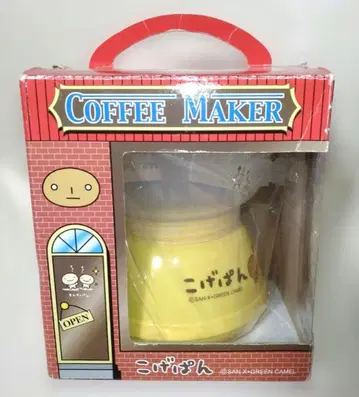 COFFEE MAKER
こげぱん
©SAN-X•GREEN CAMEL
OPEN
こげぱん
©SAN-X•GREEN CAMEL